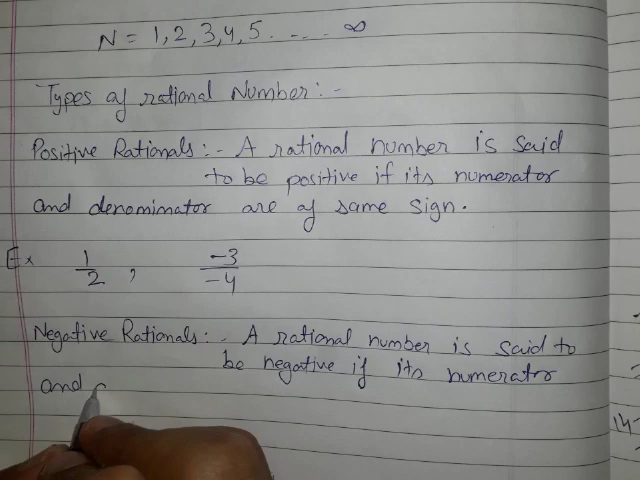 N = 1, 2, 3, 4, 5 . . . . . ∞
Types of rational Number : -
Positive Rationals : - A rational number is said
to be positive if its numerator
and denominator are of same sign.
Ex 1/2 , -3/-4
Negative Rationals : - A rational number is said to
be negative if its numerator
and